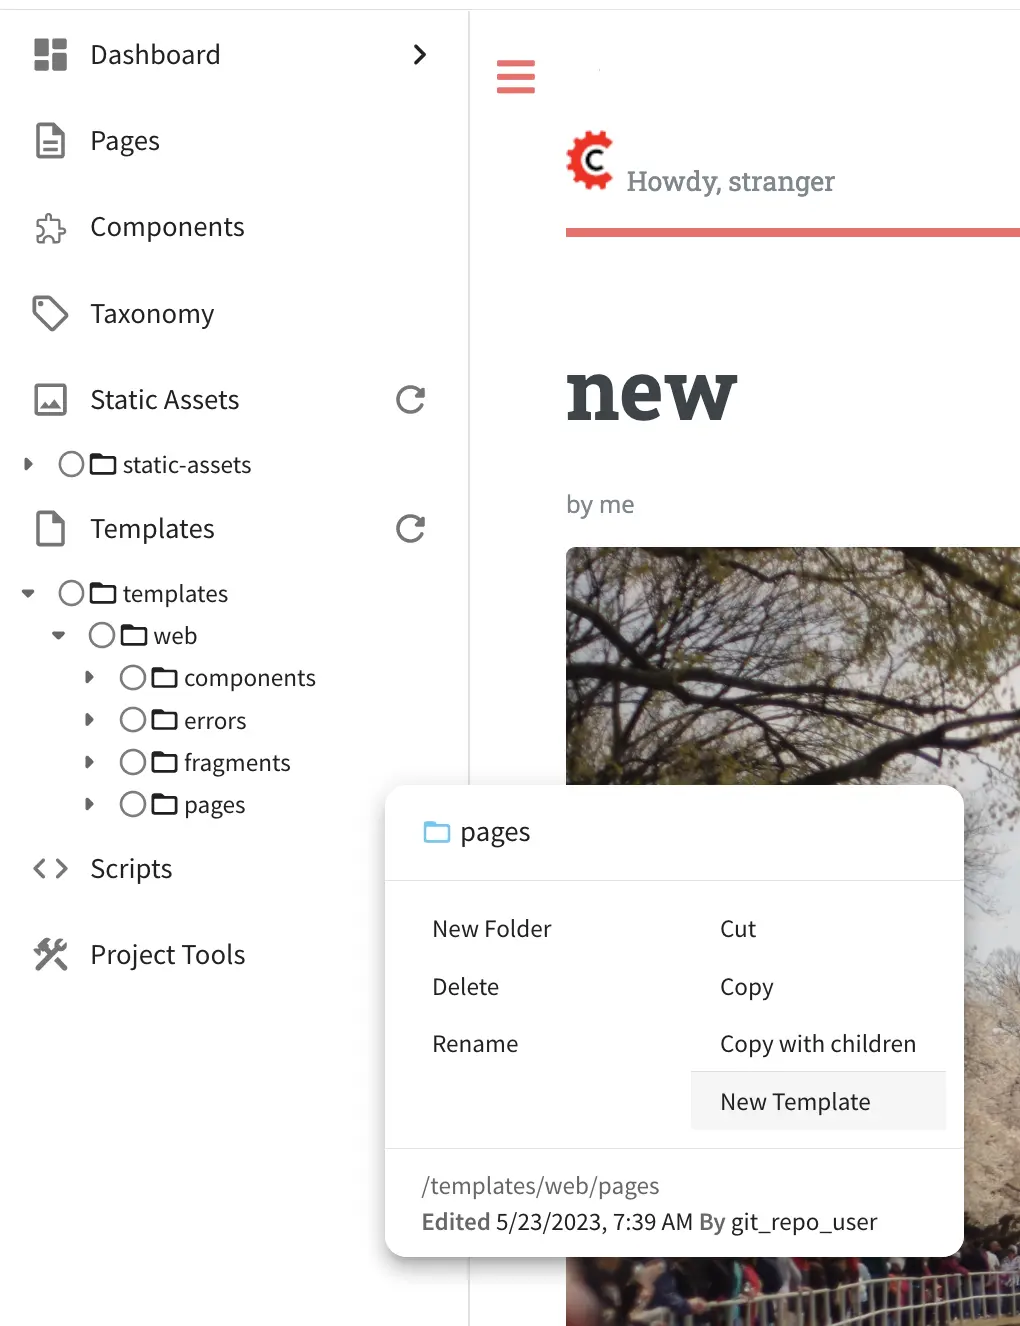 Dashboard
Pages
Components
Taxonomy
Static Assets
static-assets
Templates
templates
web
components
errors
fragments
pages
Scripts
Project Tools
C
Howdy, stranger
new
by me
pages
New Folder
Cut
Delete
Copy
Rename
Copy with children
New Template
/templates/web/pages
Edited 5/23/2023, 7:39 AM By git_repo_user